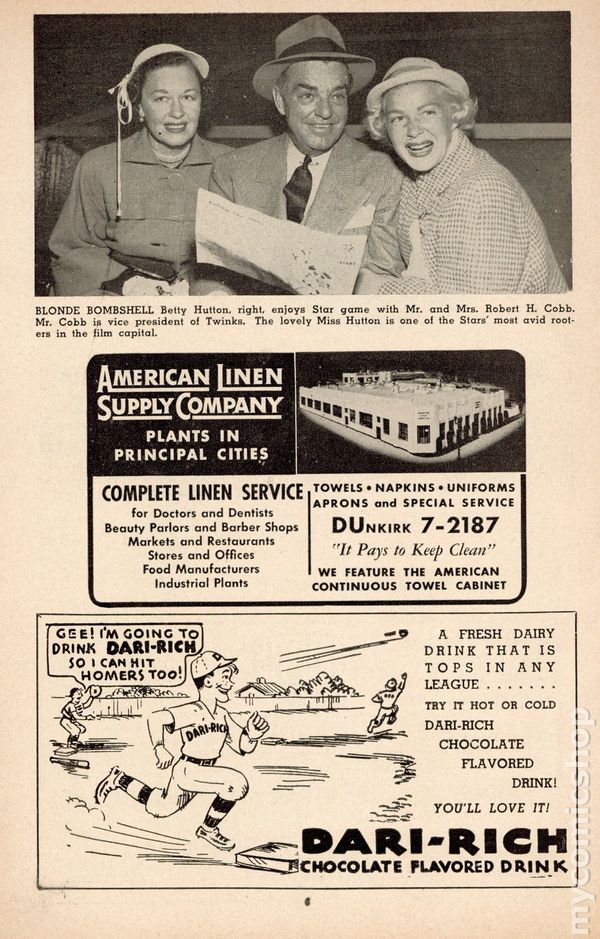 BLONDE BOMBSHELL Betty Hutton, right, enjoys Star game with Mr. and Mrs. Robert H. Cobb.
Mr. Cobb is vice president of Twinks. The lovely Miss Hutton is one of the Stars' most avid root-
ers in the film capital.
AMERICAN LINEN
SUPPLY COMPANY
PLANTS IN
PRINCIPAL CITIES
COMPLETE LINEN SERVICE
for Doctors and Dentists
Beauty Parlors and Barber Shops
Markets and Restaurants
Stores and Offices
Food Manufacturers
Industrial Plants
TOWELS • NAPKINS • UNIFORMS
APRONS and SPECIAL SERVICE
DUNKIRK 7-2187
"It Pays to Keep Clean"
WE FEATURE THE AMERICAN
CONTINUOUS TOWEL CABINET
GEE! I'M GOING TO
DRINK DARI-RICH
SO I CAN HIT
HOMERS TOO!
D
DARI-RICH
A FRESH DAIRY
DRINK THAT IS
TOPS IN ANY
LEAGUE . . . . . . .
TRY IT HOT OR COLD
DARI-RICH
CHOCOLATE
FLAVORED
DRINK!
YOU'LL LOVE IT!
DARI-RICH
CHOCOLATE FLAVORED DRINK
6
mycomicshop